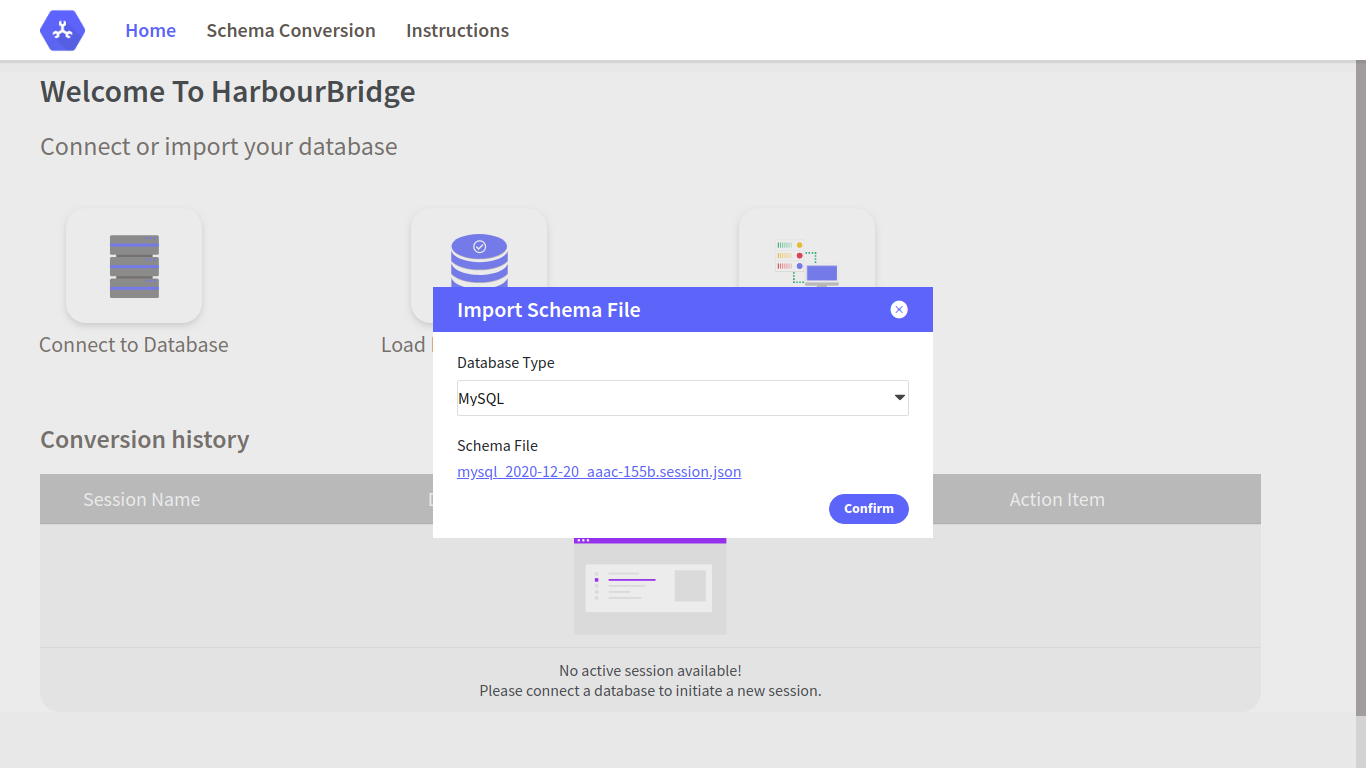 Home Schema Conversion Instructions
Welcome To HarbourBridge
Connect or import your database
Connect to Database
Load
Import Schema File
Database Type
MySQL
Schema File
mysql_2020-12-20_aaac-155b.session.json
Confirm
Conversion history
Session Name Action Item
No active session available!
Please connect a database to initiate a new session.